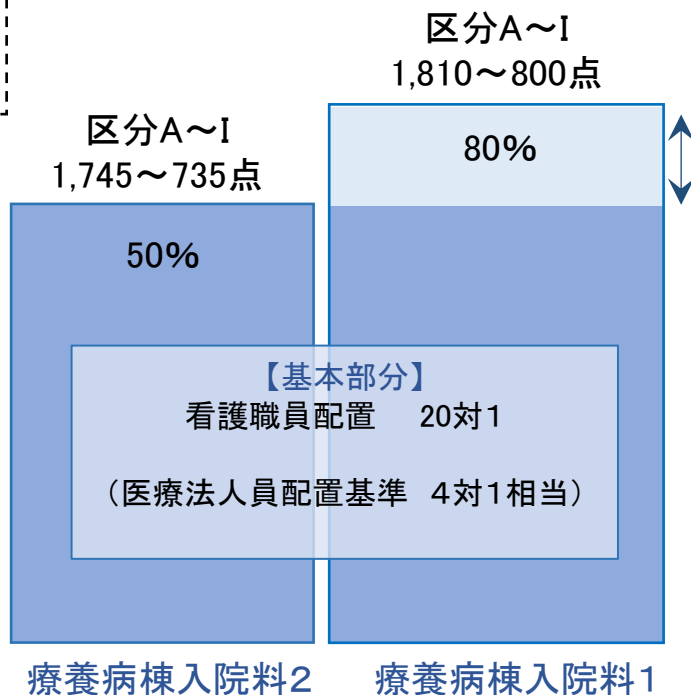 区分A～I
1,810～800点
80%
区分A～I
1,745～735点
50%
【基本部分】
看護職員配置　20対1
（医療法人員配置基準　４対１相当）
療養病棟入院料２
療養病棟入院料１